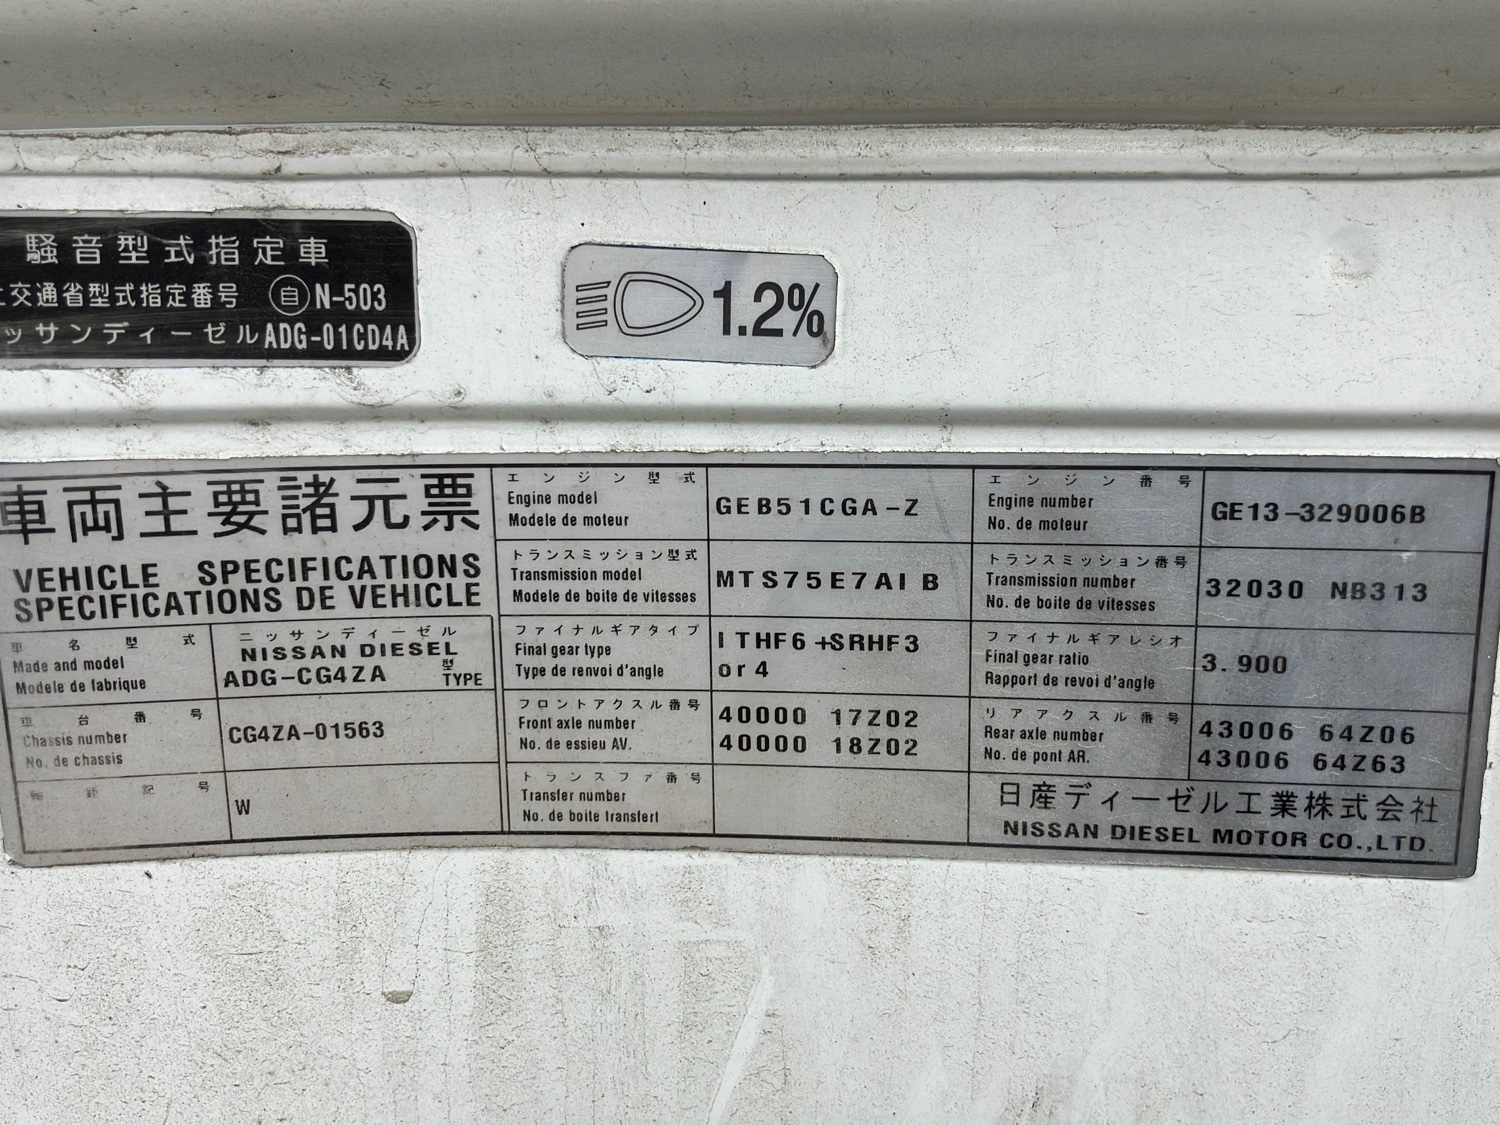 騒音型式指定車
交通省型式指定番号 自 N-503
ッサンディーゼル ADG-01CD4A
1.2%
車両主要諸元票
VEHICLE SPECIFICATIONS
SPECIFICATIONS DE VEHICLE
車名型式
Made and model
Modele de fabrique
ニッサンディーゼル
NISSAN DIESEL
ADG-CG4ZA 型 TYPE
車台番号
Chassis number
No. de chassis
CG4ZA-01563
記号
W
エンジン型式
Engine model
Modele de moteur
GEB51CGA-Z
トランスミッション型式
Transmission model
Modele de boite de vitesses
MTS75E7AI B
ファイナルギアタイプ
Final gear type
Type de renvoi d'angle
I THF6+SRHF3
or 4
フロントアクスル番号
Front axle number
No. de essieu AV.
40000 17Z02
40000 18Z02
トランスファ番号
Transfer number
No. de boite transfert
エンジン番号
Engine number
No. de moteur
GE13-329006B
トランスミッション番号
Transmission number
No. de boite de vitesses
32030 NB313
ファイナルギアレシオ
Final gear ratio
Rapport de revoi d'angle
3.900
リアアクスル番号
Rear axle number
No. de pont AR.
43006 64Z06
43006 64Z63
日産ディーゼル工業株式会社
NISSAN DIESEL MOTOR CO.,LTD.